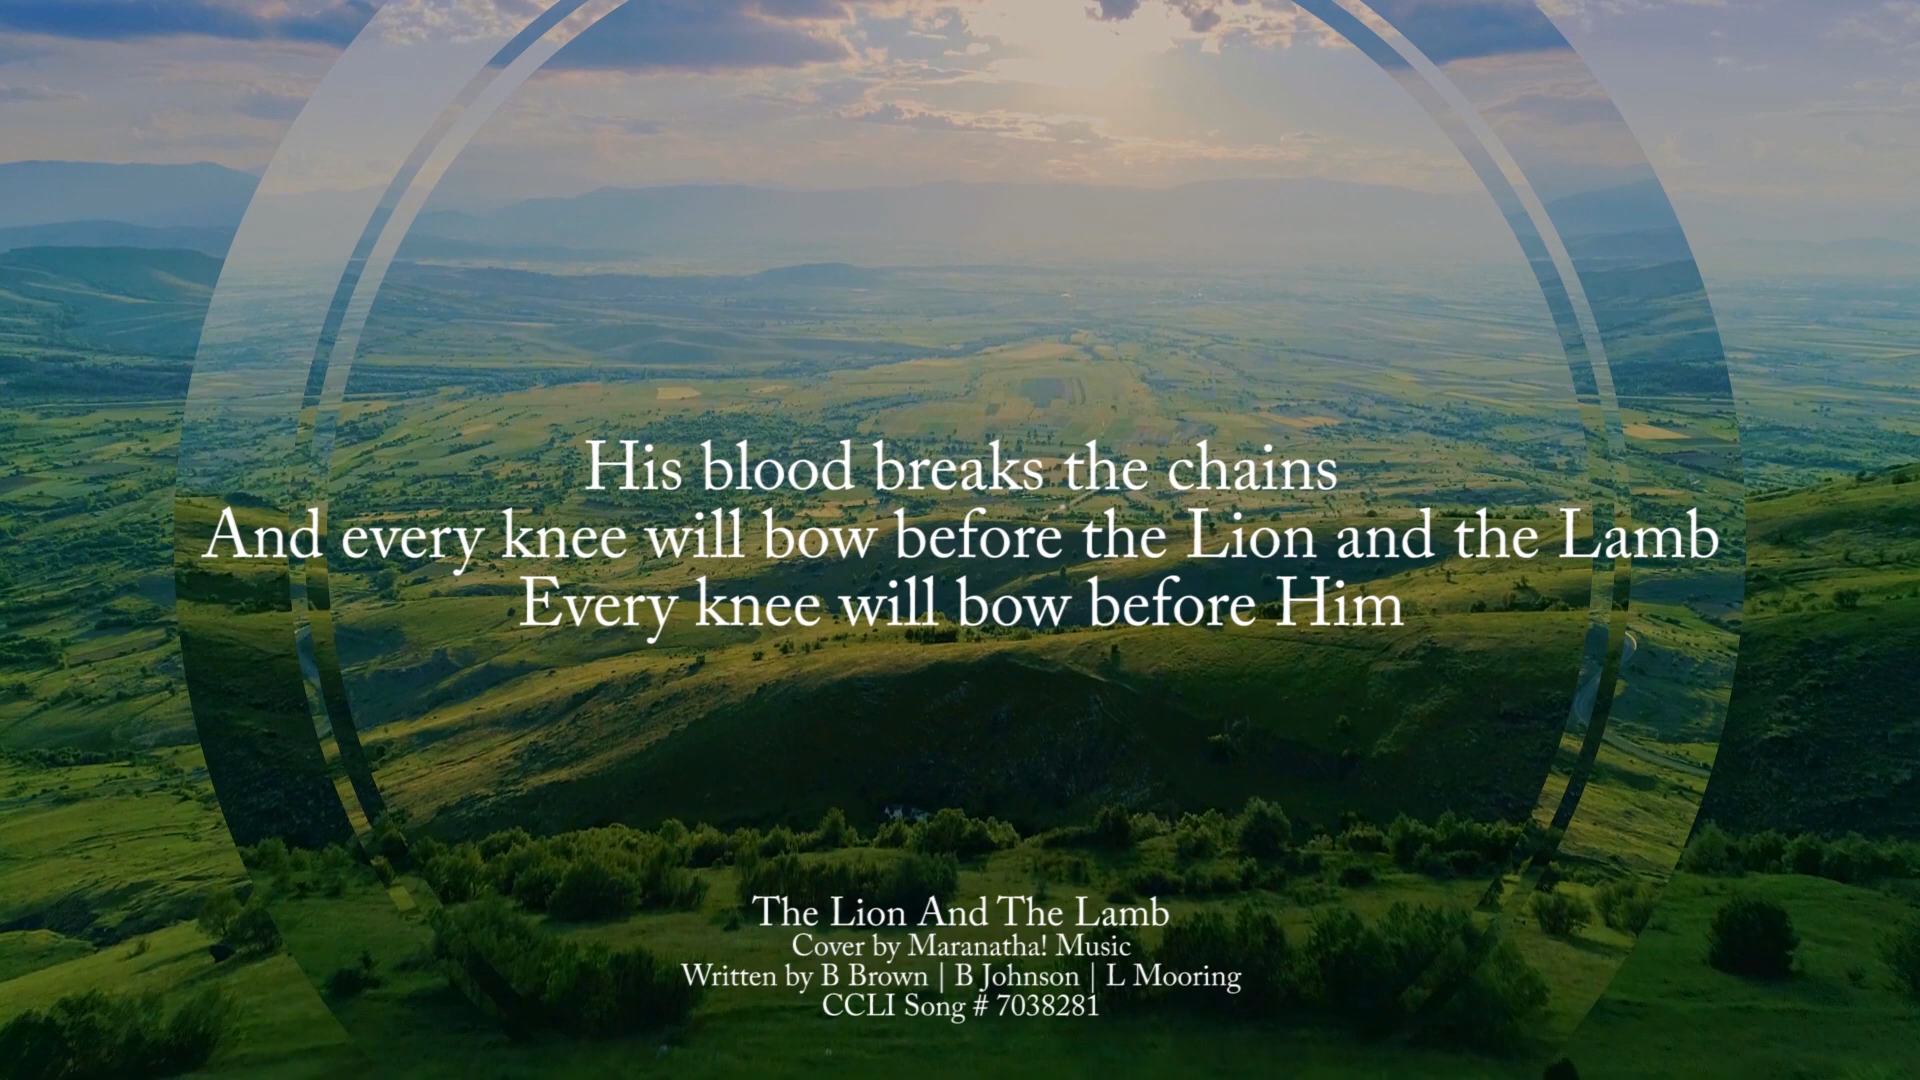 His blood breaks the chains
And every knee will bow before the Lion and the Lamb
Every knee will bow before Him
The Lion And The Lamb
Cover by Maranatha! Music
Written by B Brown | B Johnson | L Mooring
CCLI Song # 7038281